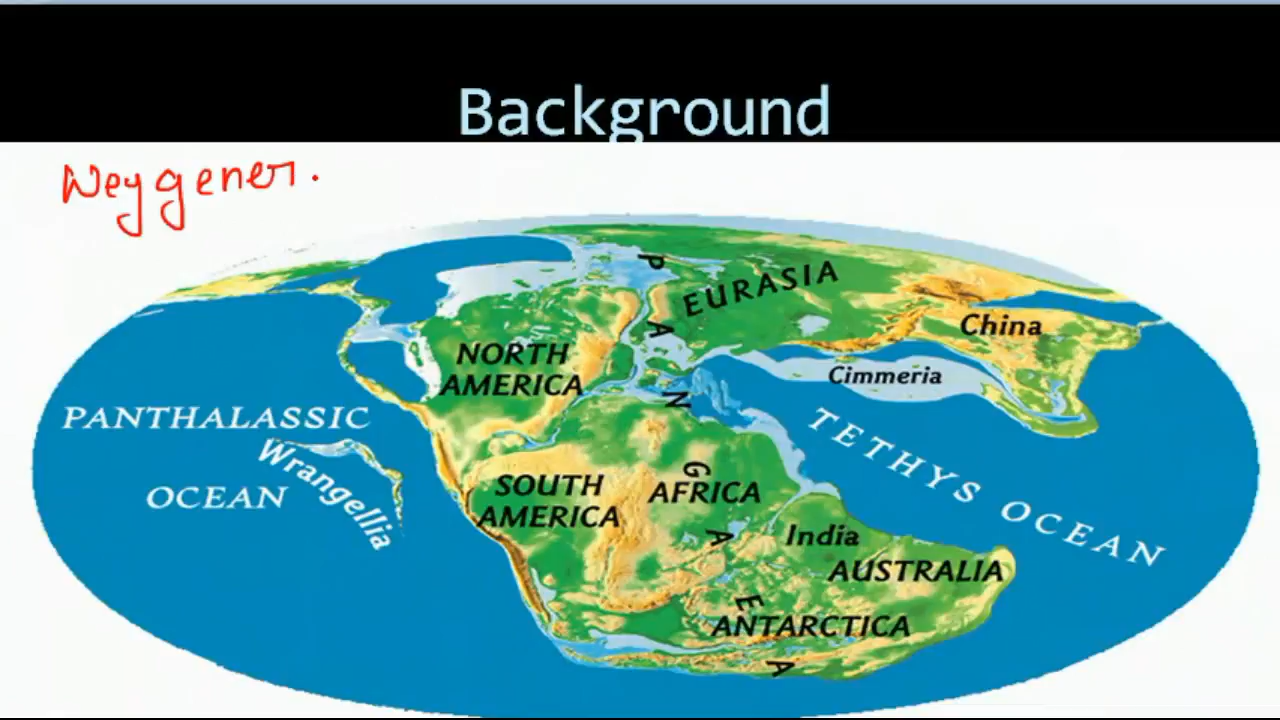 Background
Weygener.
PANGAEA
EURASIA
China
NORTH
AMERICA
Cimmeria
PANTHALASSIC
OCEAN
Wrangellia
TETHYS OCEAN
SOUTH
AMERICA
AFRICA
India
AUSTRALIA
ANTARCTICA